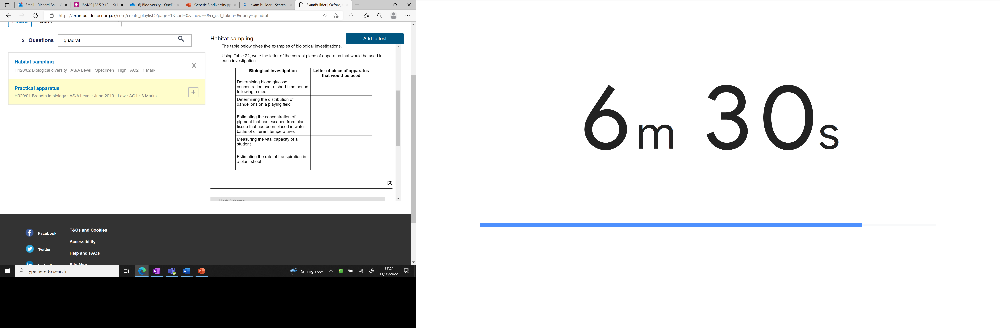 Email - Richard Ball -
iSAMS [22.5.9.12] - St
6) Biodiversity - OneD
Genetic Biodiversity.pp
exam builder - Search
ExamBuilder | Oxford,
https://exambuilder.ocr.org.uk/core/create_playlist#?page=1&sort=0&show=6&ci_csrf_token=&query=quadrat
Filters
Sort...
2 Questions
quadrat
Habitat sampling
H420/02 Biological diversity · AS/A Level · Specimen · High · AO2 · 1 Mark
X
Practical apparatus
H020/01 Breadth in biology · AS/A Level · June 2019 · Low · AO1 · 3 Marks
+
Habitat sampling
Add to test
The table below gives five examples of biological investigations.
Using Table 22, write the letter of the correct piece of apparatus that would be used in
each investigation.
Biological investigation
Letter of piece of apparatus
that would be used
Determining blood glucose
concentration over a short time period
following a meal
Determining the distribution of
dandelions on a playing field
Estimating the concentration of
pigment that has escaped from plant
tissue that had been placed in water
baths of different temperatures
Measuring the vital capacity of a
student
Estimating the rate of transpiration in
a plant shoot
[3]
Mark Scheme
Facebook
Twitter
T&Cs and Cookies
Accessibility
Help and FAQs
Site Map
Type here to search
Raining now
11:27
11/05/2022
6m 30s